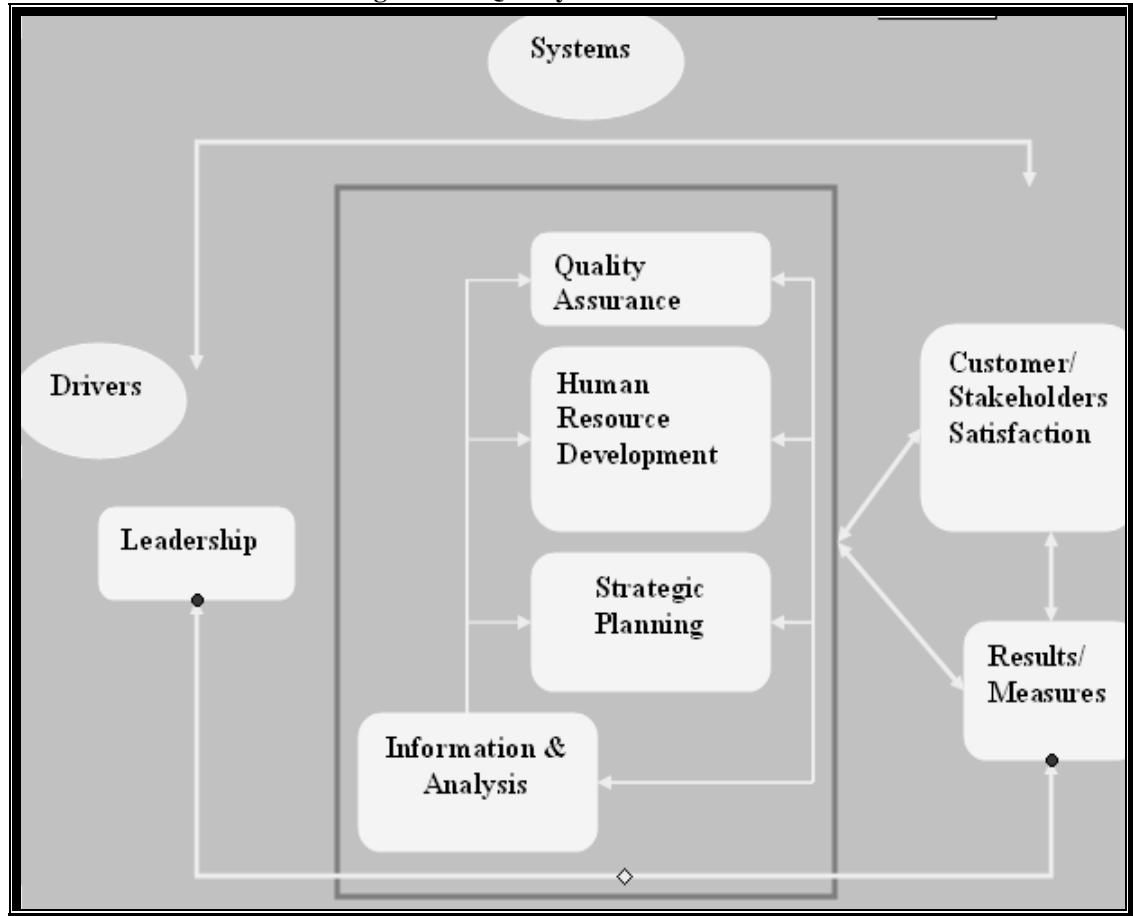 Systems
Quality
Assurance
Drivers
Human
Resource
Development
Customer/
Stakeholders
Satisfaction
Leadership
Strategic
Planning
Results/
Measures
Information &
Analysis